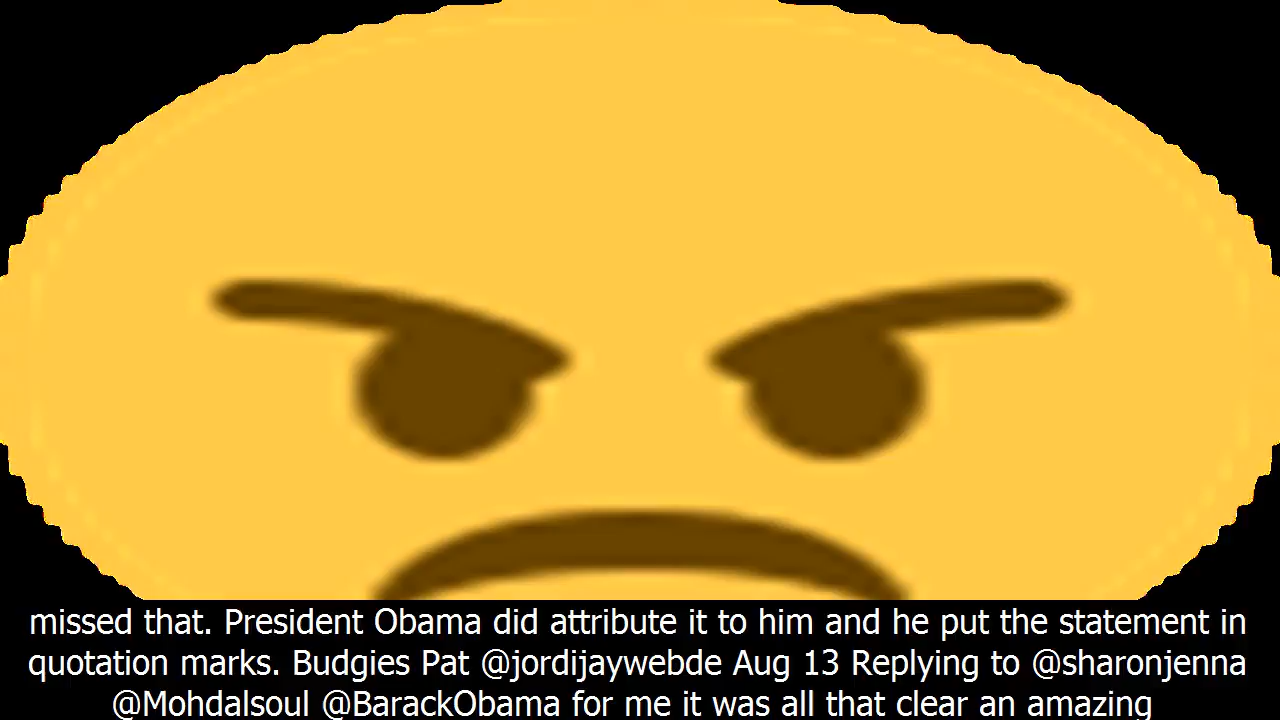 missed that. President Obama did attribute it to him and he put the statement in
quotation marks. Budgies Pat @jordijaywebde Aug 13 Replying to @sharonjenna
@Mohdalsoul @BarackObama for me it was all that clear an amazing